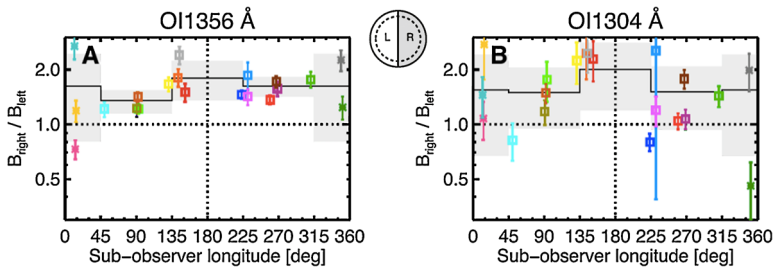 OI1356 Å
OI1304 Å
L R
A
B
B_right / B_left
2.0
1.0
0.5
0 45 90 135 180 225 270 315 360
Sub-observer longitude [deg]
B_right / B_left
2.0
1.0
0.5
0 45 90 135 180 225 270 315 360
Sub-observer longitude [deg]